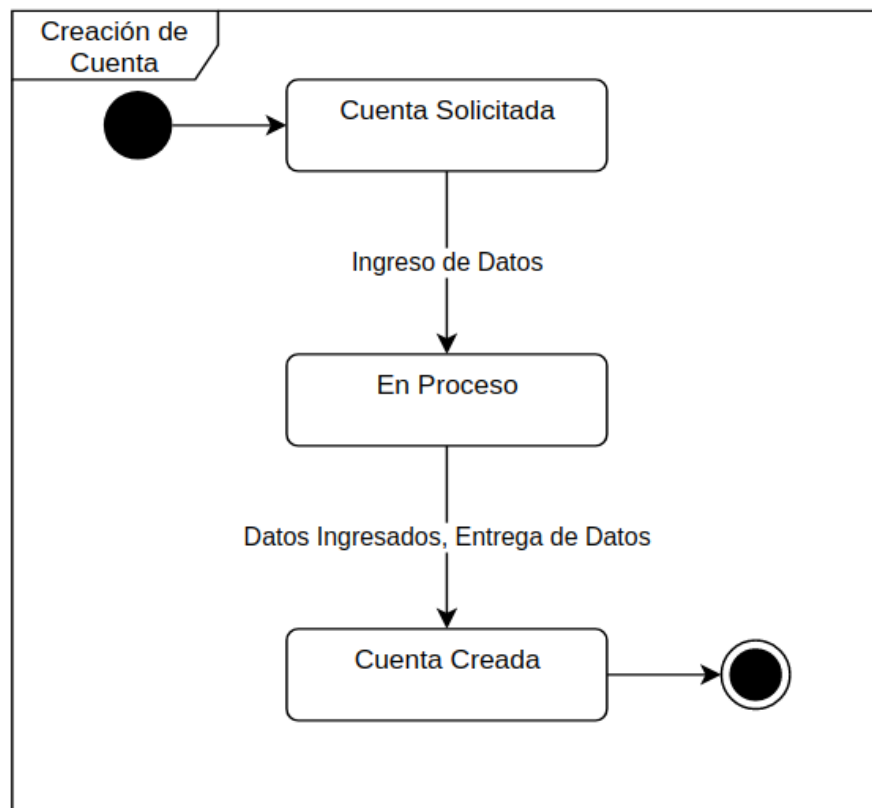 Creación de
Cuenta
Cuenta Solicitada
Ingreso de Datos
En Proceso
Datos Ingresados, Entrega de Datos
Cuenta Creada